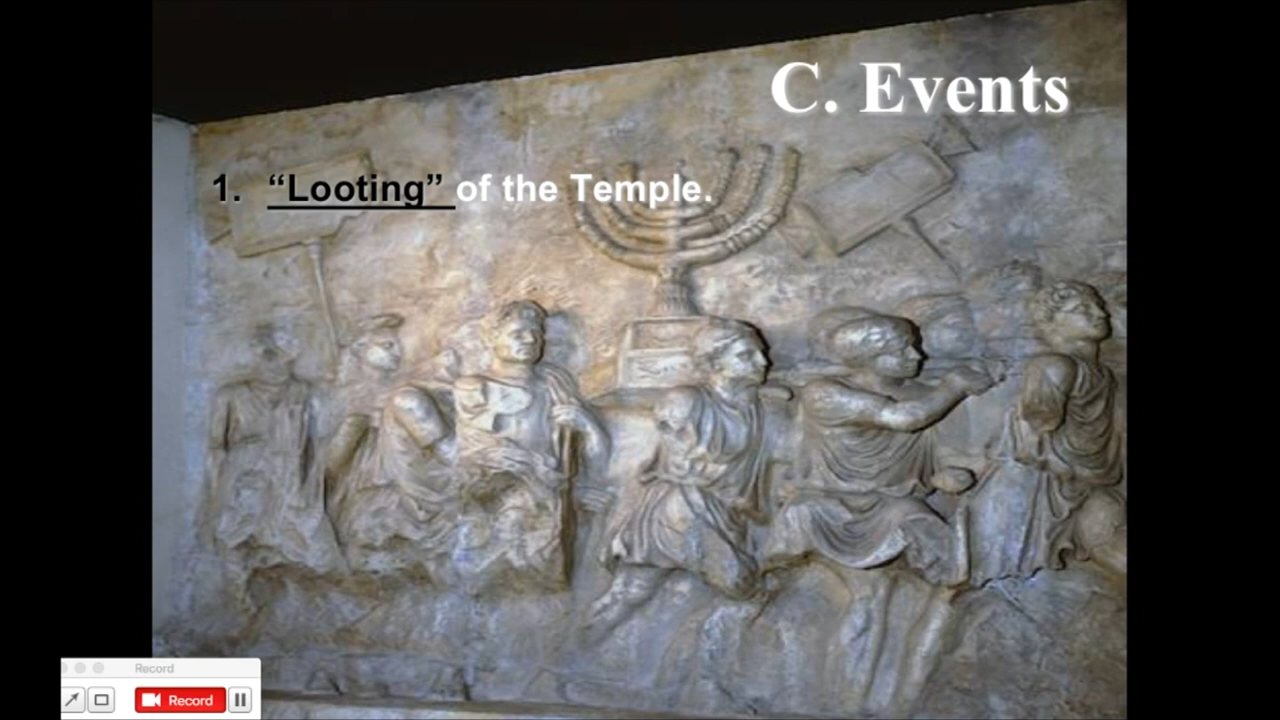 C. Events
1. “Looting” of the Temple.
Record
Record